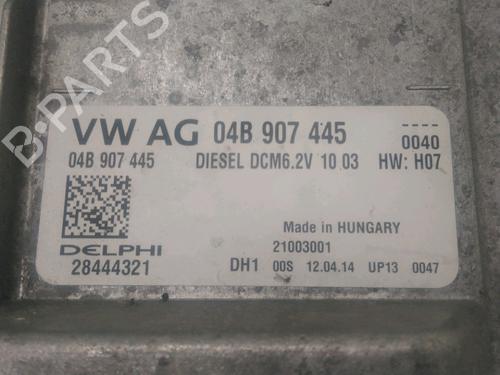 B-PARTS
VW AG 04B 907 445
0040
04B 907 445 DIESEL DCM6.2V 10 03 HW: H07
Made in HUNGARY
DELPHI 21003001
28444321 DH1 00S 12.04.14 UP13 0047